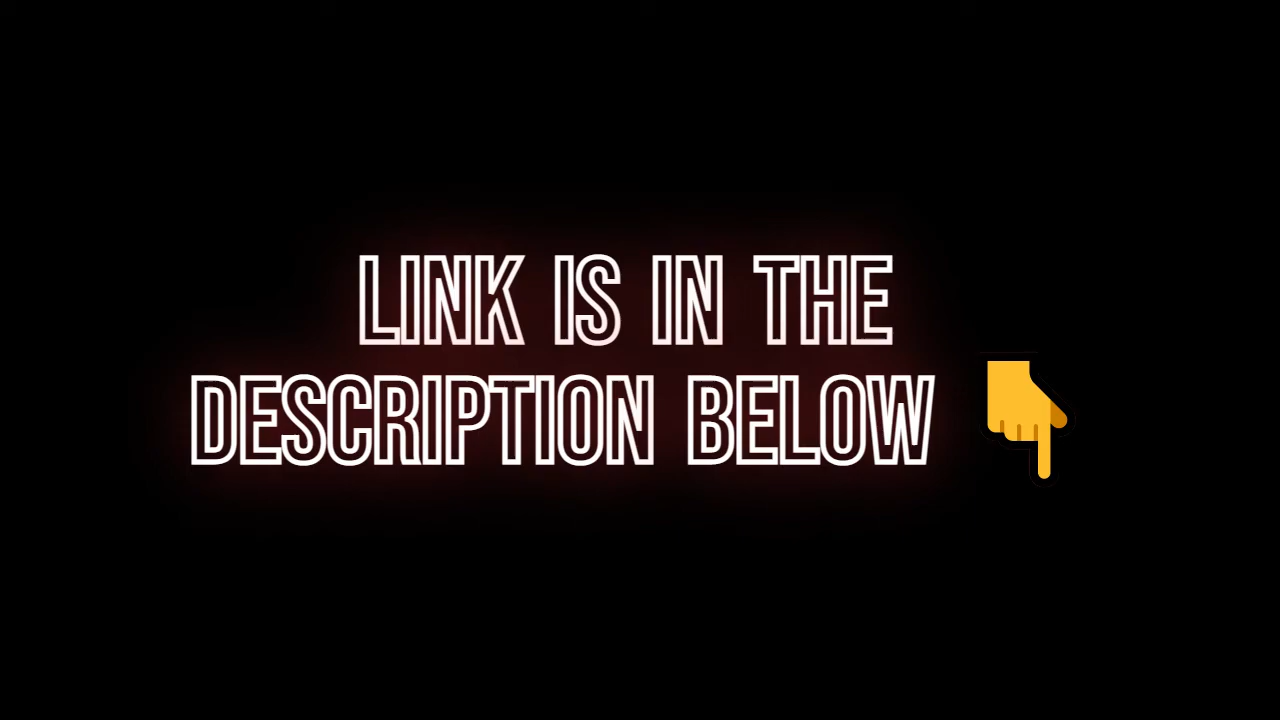 LINK IS IN THE
DESCRIPTION BELOW 👇